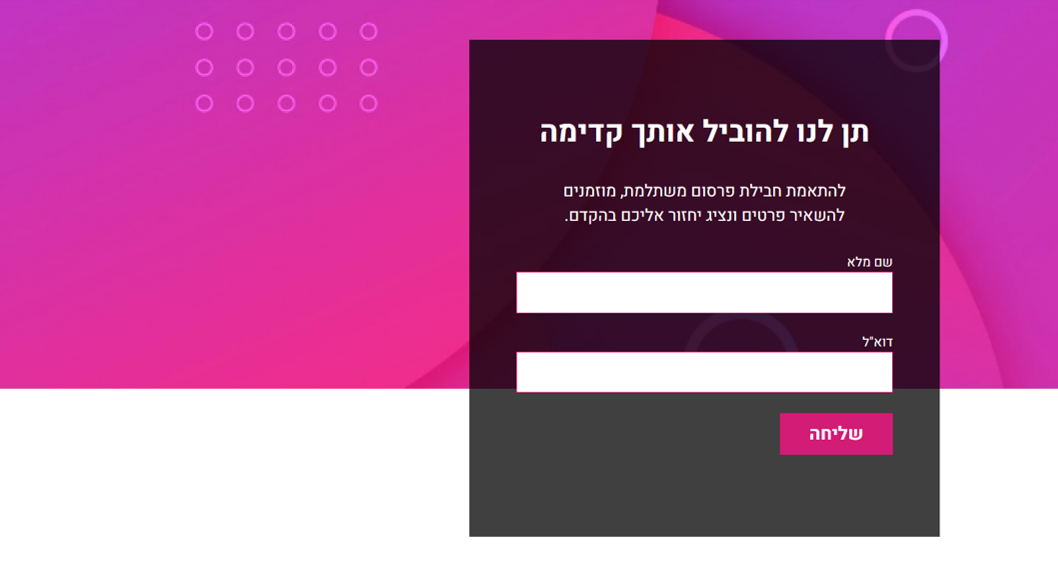 תן לנו להוביל אותך קדימה
להתאמת חבילת פרסום משתלמת, מוזמנים
להשאיר פרטים ונציג יחזור אליכם בהקדם.
שם מלא
דוא"ל
שליחה